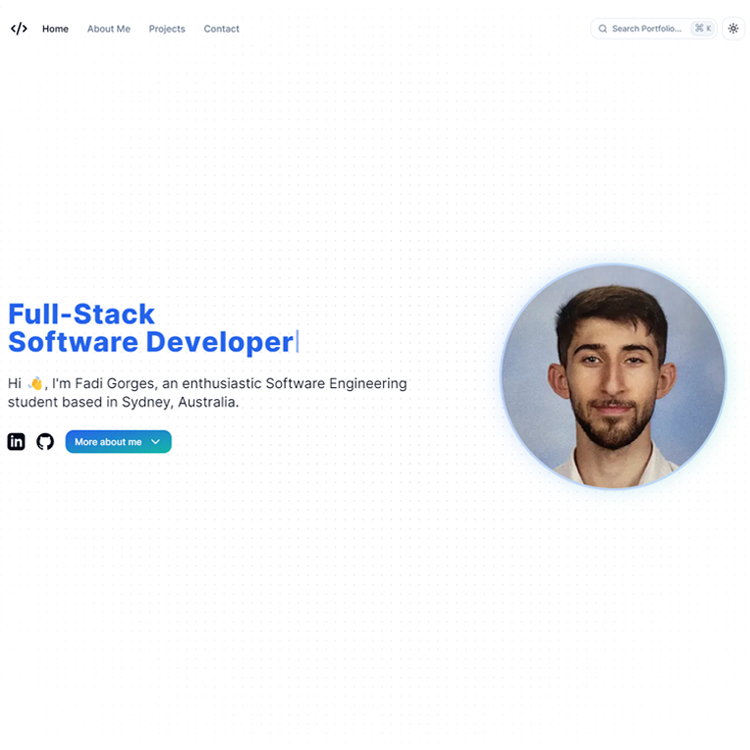 </> Home About Me Projects Contact Search Portfolio... ⌘ K
Full-Stack
Software Developer
Hi 👋, I'm Fadi Gorges, an enthusiastic Software Engineering
student based in Sydney, Australia.
in More about me